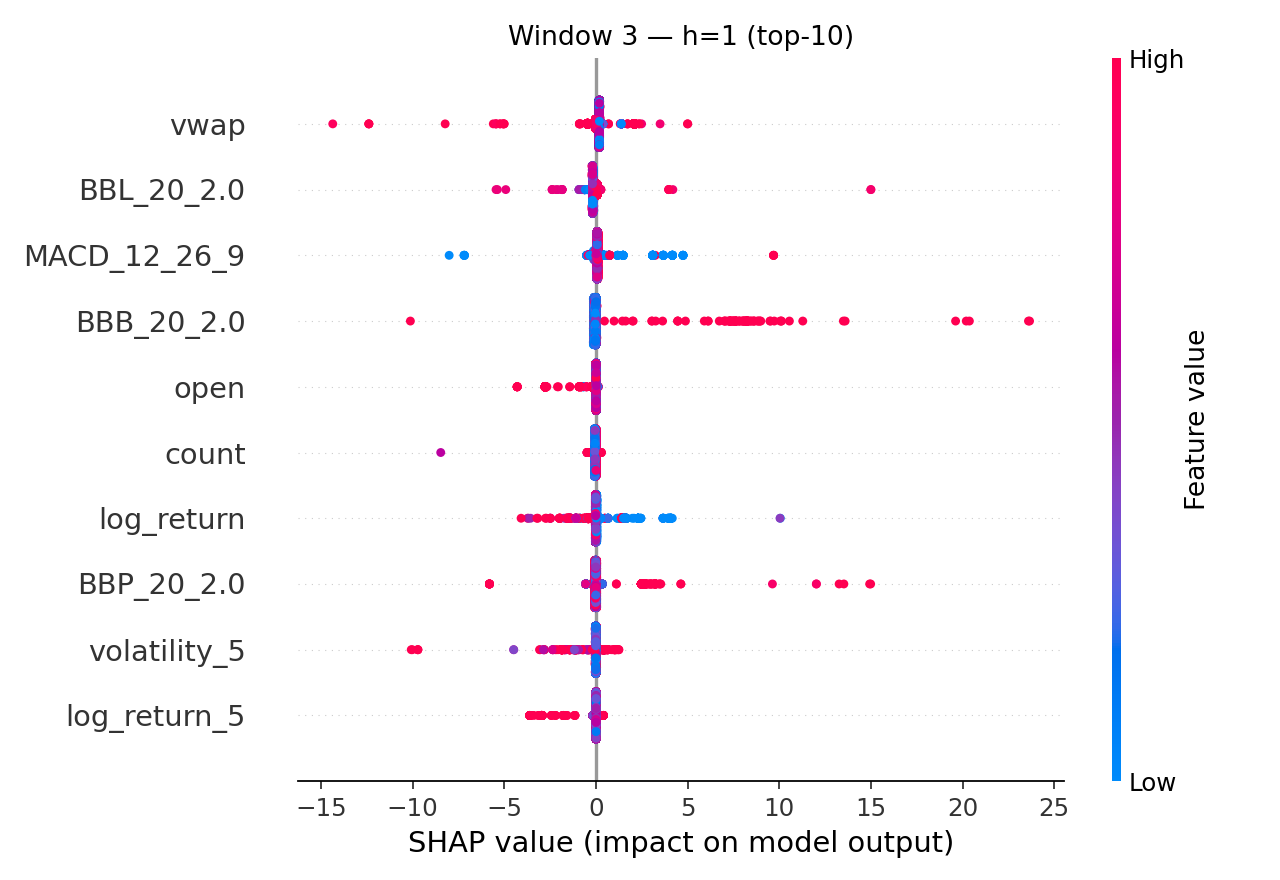 Window 3 — h=1 (top-10)
High
vwap
BBL_20_2.0
MACD_12_26_9
BBB_20_2.0
open
count
log_return
BBP_20_2.0
volatility_5
log_return_5
Feature value
Low
−15 −10 −5 0 5 10 15 20 25
SHAP value (impact on model output)